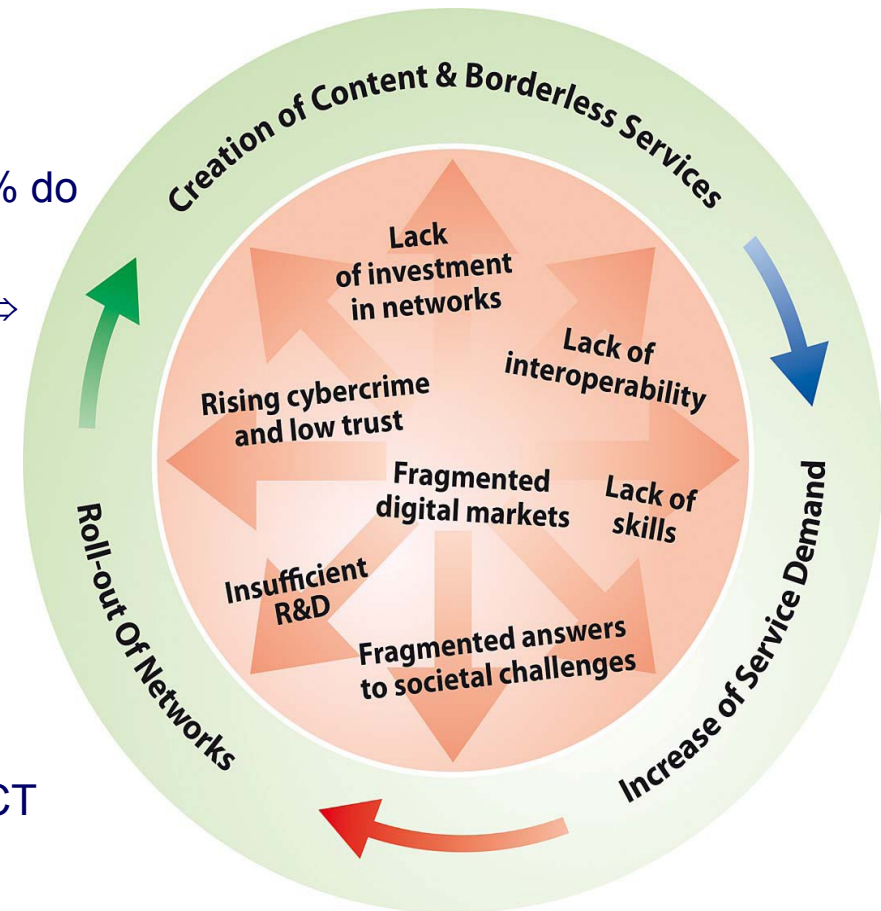 % do
⇨
CT
Creation of Content & Borderless Services
Lack
of investment
in networks
Lack of
interoperability
Rising cybercrime
and low trust
Fragmented
digital markets
Lack of
skills
Insufficient
R&D
Fragmented answers
to societal challenges
Increase of Service Demand
Roll-out Of Networks